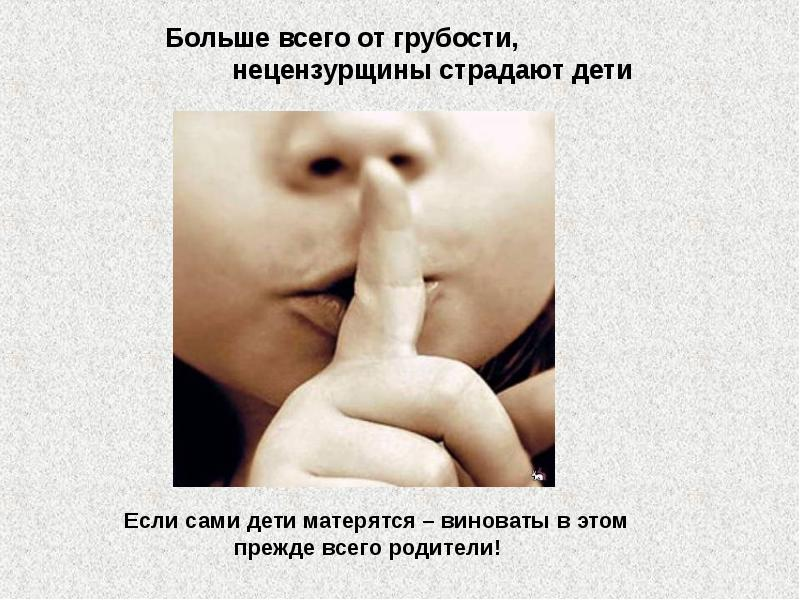 Больше всего от грубости,
нецензурщины страдают дети
Если сами дети матерятся – виноваты в этом
прежде всего родители!